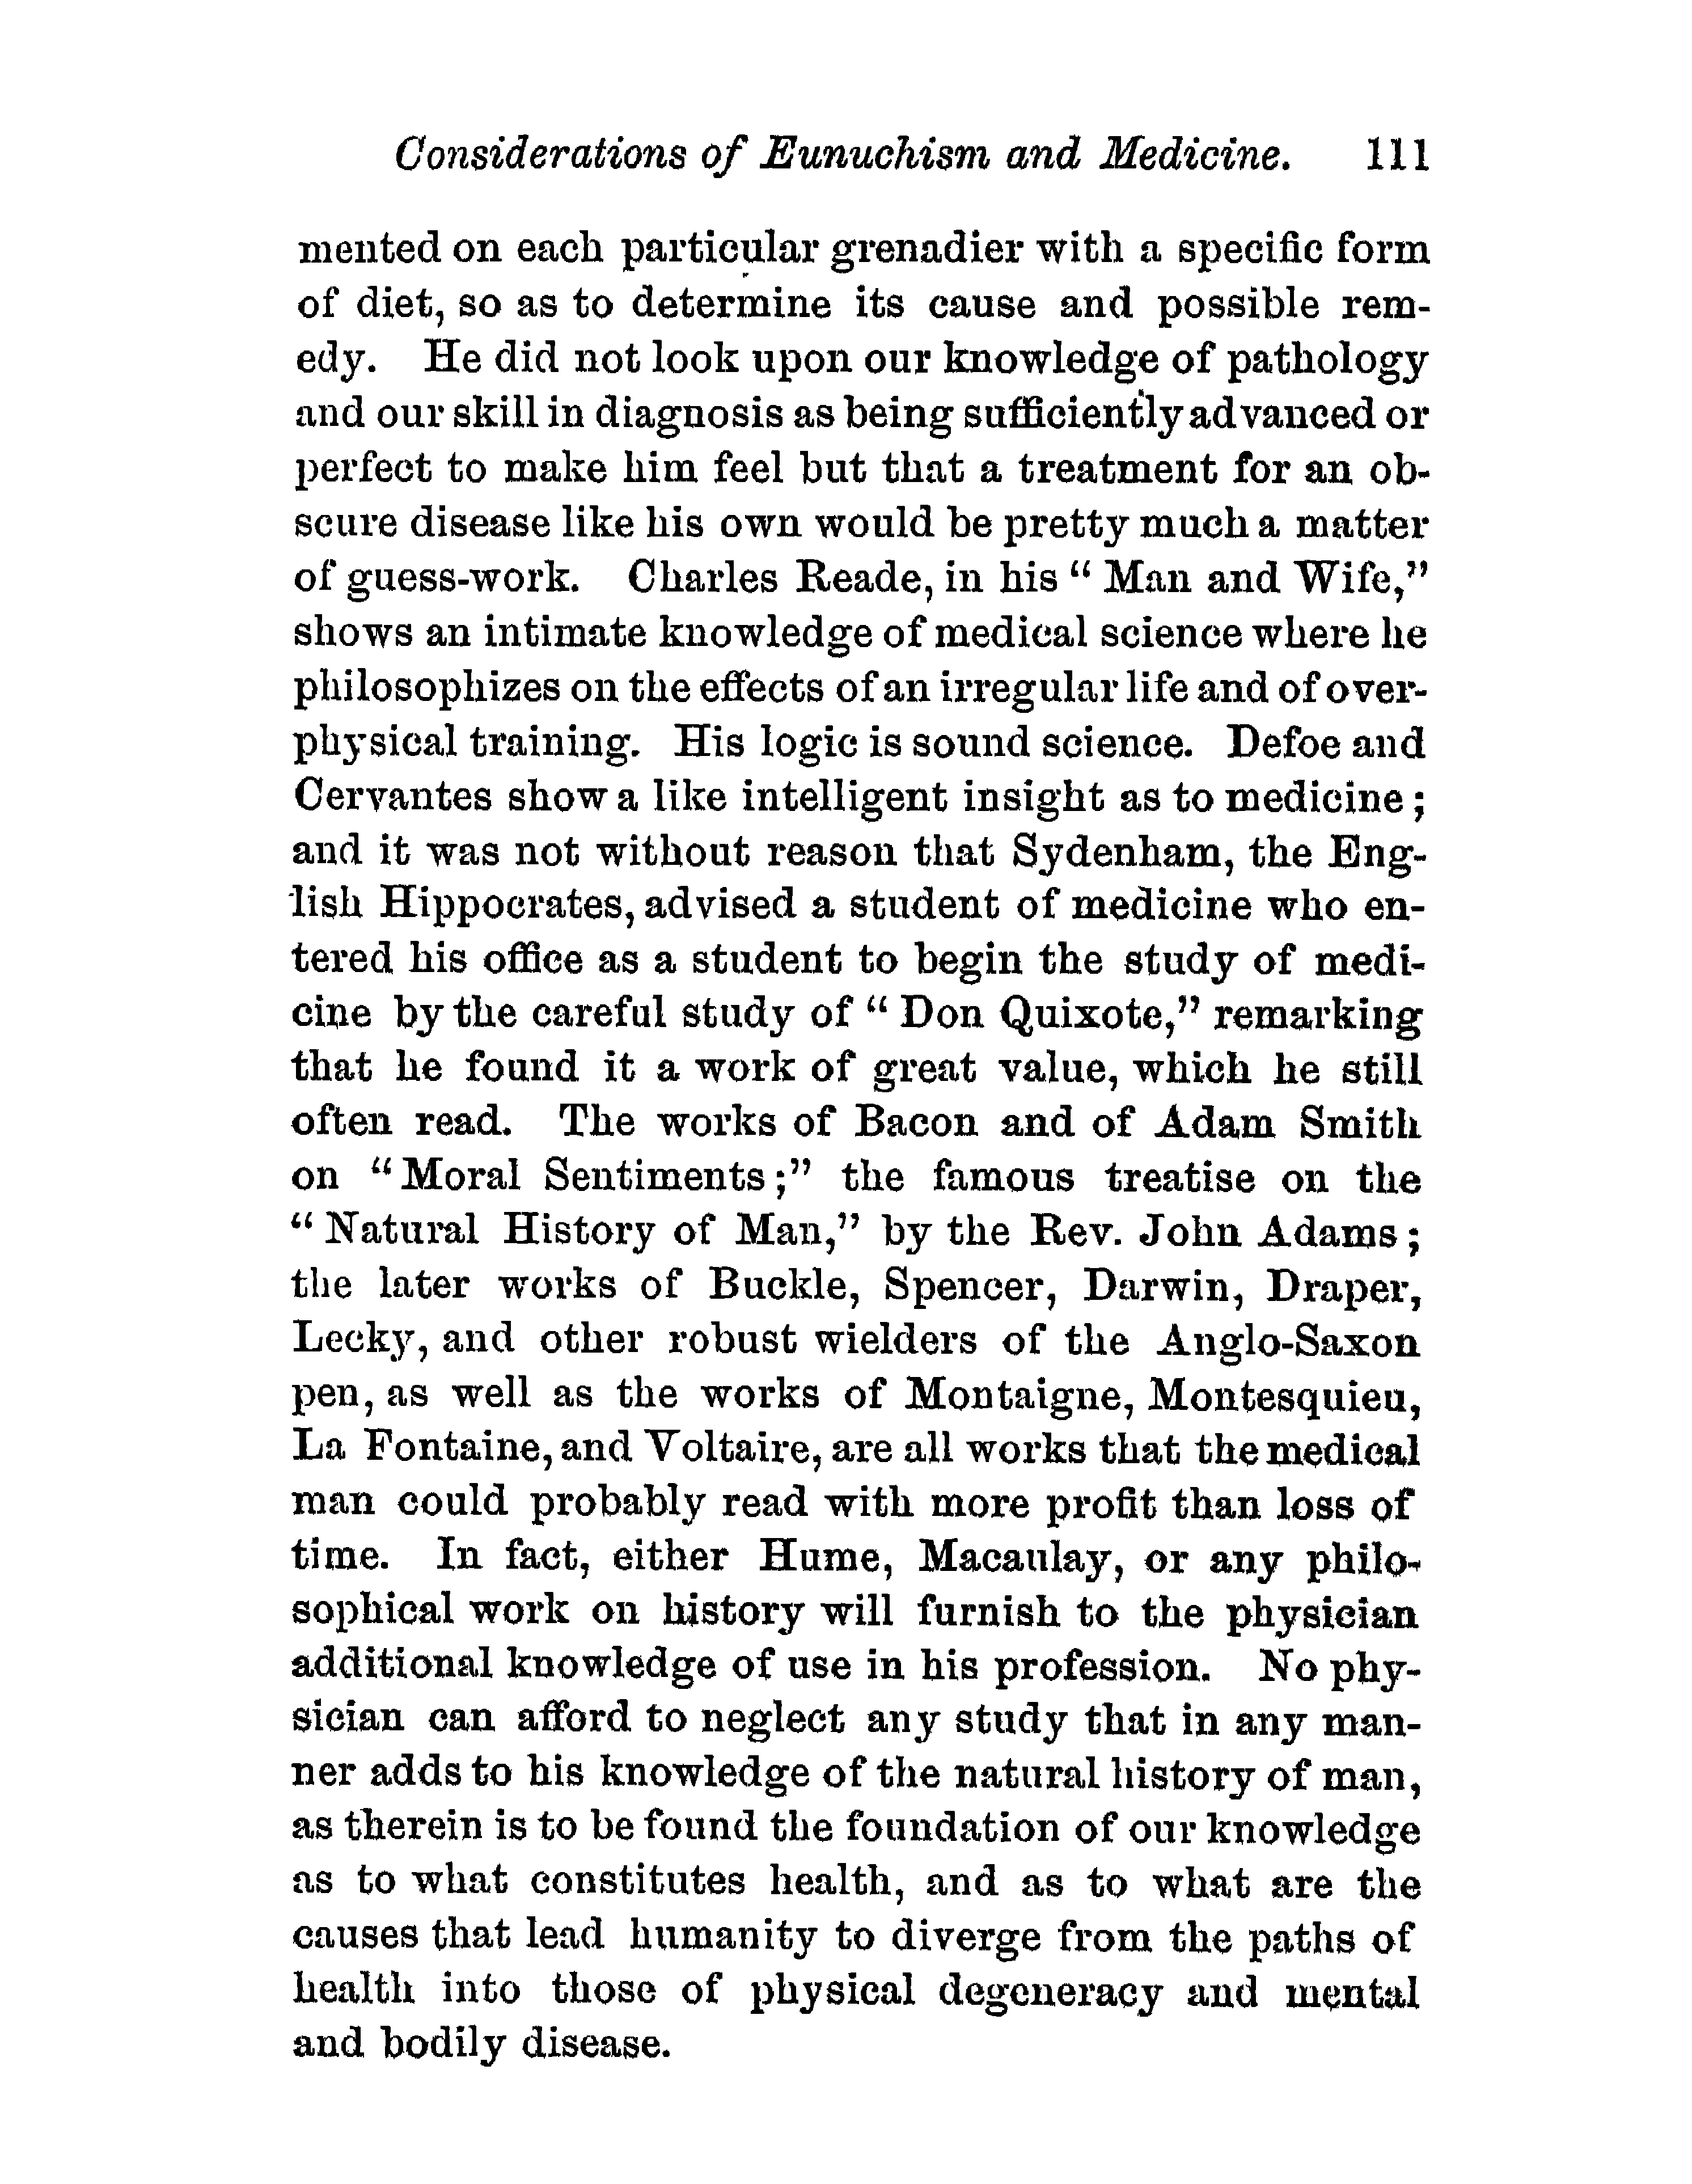 Considerations of Eunuchism and Medicine. 111
mented on each particular grenadier with a specific form
of diet, so as to determine its cause and possible rem-
edy. He did not look upon our knowledge of pathology
and our skill in diagnosis as being sufficiently advanced or
perfect to make him feel but that a treatment for an ob-
scure disease like his own would be pretty much a matter
of guess-work. Charles Reade, in his “ Man and Wife,”
shows an intimate knowledge of medical science where he
philosophizes on the effects of an irregular life and of over-
physical training. His logic is sound science. Defoe and
Cervantes show a like intelligent insight as to medicine;
and it was not without reason that Sydenham, the Eng-
lish Hippocrates, advised a student of medicine who en-
tered his office as a student to begin the study of medi-
cine by the careful study of “ Don Quixote,” remarking
that he found it a work of great value, which he still
often read. The works of Bacon and of Adam Smith
on “Moral Sentiments;” the famous treatise on the
“ Natural History of Man,” by the Rev. John Adams;
the later works of Buckle, Spencer, Darwin, Draper,
Lecky, and other robust wielders of the Anglo-Saxon
pen, as well as the works of Montaigne, Montesquieu,
La Fontaine, and Voltaire, are all works that the medical
man could probably read with more profit than loss of
time. In fact, either Hume, Macaulay, or any philo-
sophical work on history will furnish to the physician
additional knowledge of use in his profession. No phy-
sician can afford to neglect any study that in any man-
ner adds to his knowledge of the natural history of man,
as therein is to be found the foundation of our knowledge
as to what constitutes health, and as to what are the
causes that lead humanity to diverge from the paths of
health into those of physical degeneracy and mental
and bodily disease.